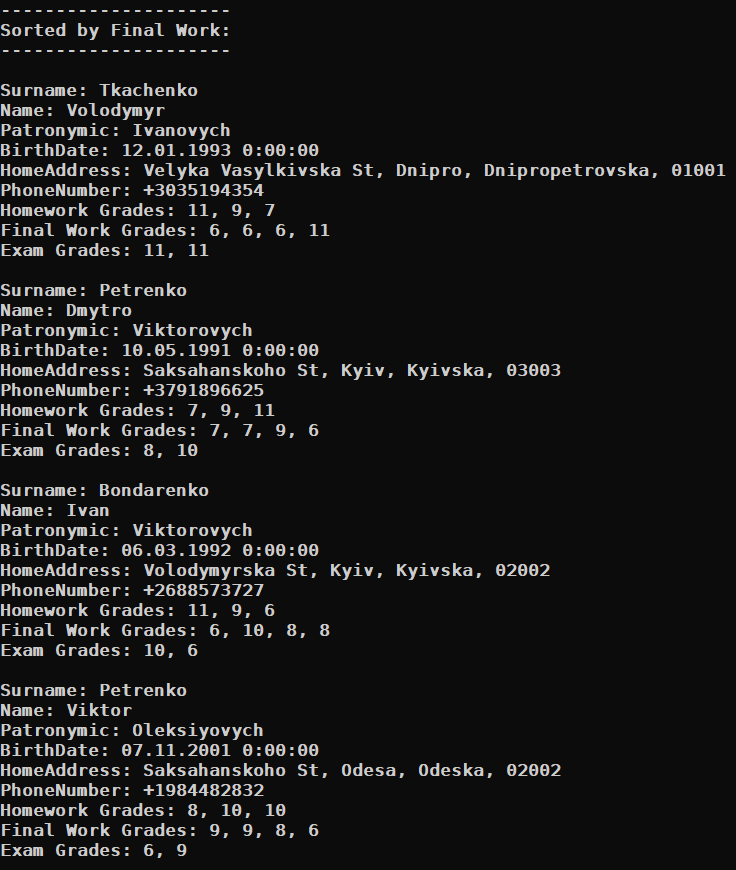 ---------------------
Sorted by Final Work:
---------------------
Surname: Tkachenko
Name: Volodymyr
Patronymic: Ivanovych
BirthDate: 12.01.1993 0:00:00
HomeAddress: Velyka Vasylkivska St, Dnipro, Dnipropetrovska, 01001
PhoneNumber: +3035194354
Homework Grades: 11, 9, 7
Final Work Grades: 6, 6, 6, 11
Exam Grades: 11, 11
Surname: Petrenko
Name: Dmytro
Patronymic: Viktorovych
BirthDate: 10.05.1991 0:00:00
HomeAddress: Saksahanskoho St, Kyiv, Kyivska, 03003
PhoneNumber: +3791896625
Homework Grades: 7, 9, 11
Final Work Grades: 7, 7, 9, 6
Exam Grades: 8, 10
Surname: Bondarenko
Name: Ivan
Patronymic: Viktorovych
BirthDate: 06.03.1992 0:00:00
HomeAddress: Volodymyrska St, Kyiv, Kyivska, 02002
PhoneNumber: +2688573727
Homework Grades: 11, 9, 6
Final Work Grades: 6, 10, 8, 8
Exam Grades: 10, 6
Surname: Petrenko
Name: Viktor
Patronymic: Oleksiyovych
BirthDate: 07.11.2001 0:00:00
HomeAddress: Saksahanskoho St, Odesa, Odeska, 02002
PhoneNumber: +1984482832
Homework Grades: 8, 10, 10
Final Work Grades: 9, 9, 8, 6
Exam Grades: 6, 9